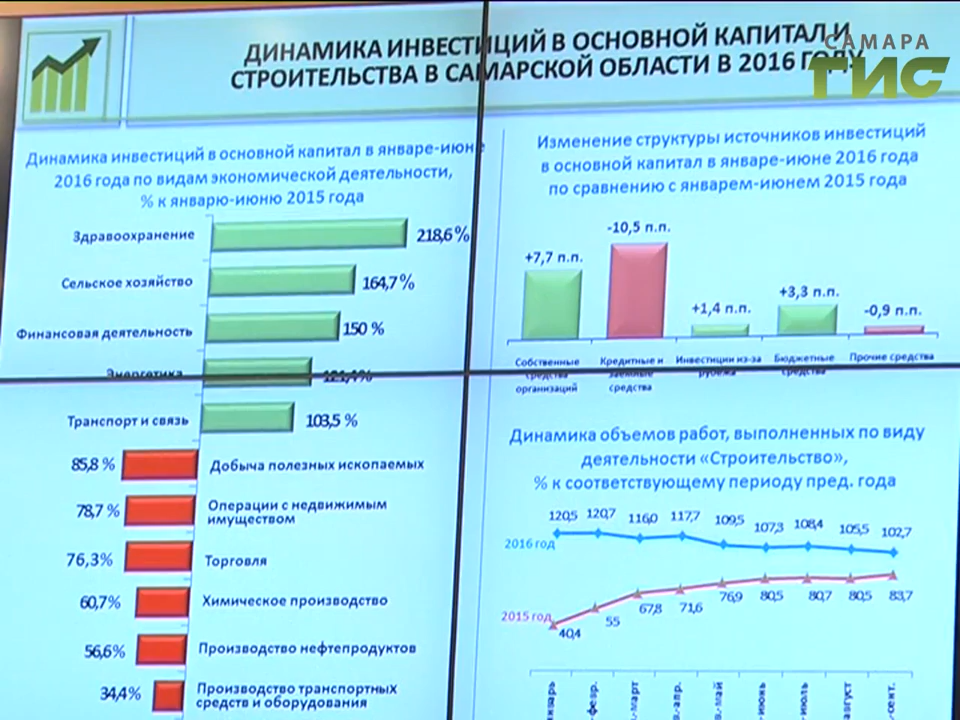 ДИНАМИКА ИНВЕСТИЦИЙ В ОСНОВНОЙ КАПИТАЛ И
СТРОИТЕЛЬСТВА В САМАРСКОЙ ОБЛАСТИ В 2016 ГОДУ
САМАРА
ГИС
Динамика инвестиций в основной капитал в январе-июне
2016 года по видам экономической деятельности,
% к январю-июню 2015 года
Здравоохранение 218,6%
Сельское хозяйство 164,7%
Финансовая деятельность 150 %
Энергетика
Транспорт и связь 103,5 %
85,8 % Добыча полезных ископаемых
78,7 % Операции с недвижимым
имуществом
76,3% Торговля
60,7% Химическое производство
56,6% Производство нефтепродуктов
34,4% Производство транспортных
средств и оборудования
Изменение структуры источников инвестиций
в основной капитал в январе-июне 2016 года
по сравнению с январем-июнем 2015 года
+7,7 п.п. -10,5 п.п. +1,4 п.п. +3,3 п.п. -0,9 п.п.
Собственные Кредитные и Инвестиции из-за Бюджетные Прочие средства
средства заемные рубежа средства
организаций средства
Динамика объемов работ, выполненных по виду
деятельности «Строительство»,
% к соответствующему периоду пред. года
120,5 120,7 116,0 117,7 109,5 107,3 108,4 105,5 102,7
2016 год
2015 год
40,4 55 67,8 71,6 76,9 80,5 80,7 80,5 83,7